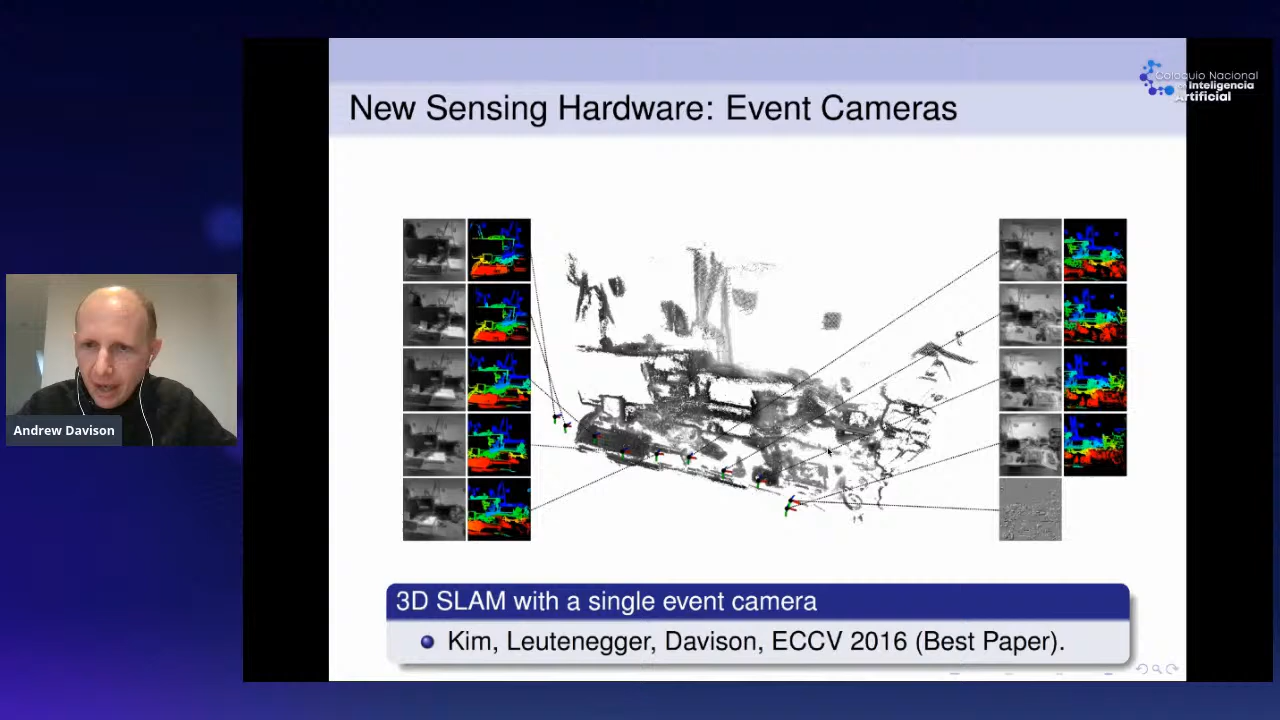 New Sensing Hardware: Event Cameras
Coloquio Nacional
de Inteligencia
Artificial
Andrew Davison
3D SLAM with a single event camera
Kim, Leutenegger, Davison, ECCV 2016 (Best Paper).